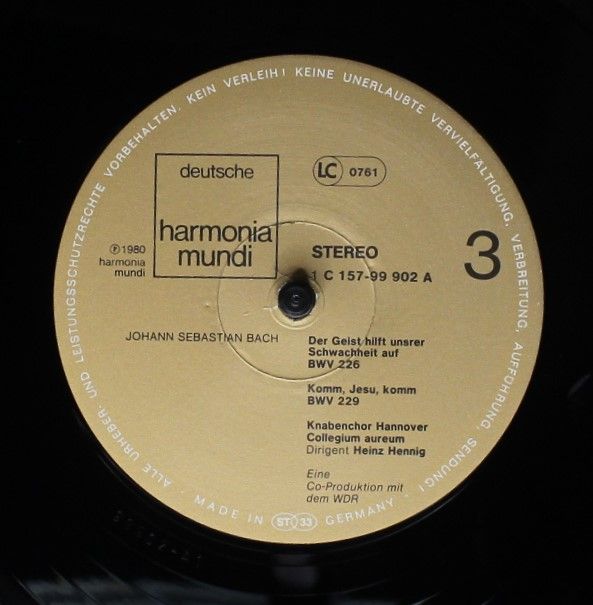 ALLE URHEBER- UND LEISTUNGSSCHUTZRECHTE VORBEHALTEN. KEIN VERLEIH! KEINE UNERLAUBTE VERVIELFÄLTIGUNG, VERBREITUNG, AUFFÜHRUNG, SENDUNG!
deutsche
harmonia
mundi
LC 0761
℗ 1980
harmonia
mundi
STEREO
1 C 157-99 902 A
3
JOHANN SEBASTIAN BACH
Der Geist hilft unsrer
Schwachheit auf
BWV 226
Komm, Jesu, komm
BWV 229
Knabenchor Hannover
Collegium aureum
Dirigent Heinz Hennig
Eine
Co-Produktion mit
dem WDR
· MADE IN ST 33 GERMANY ·